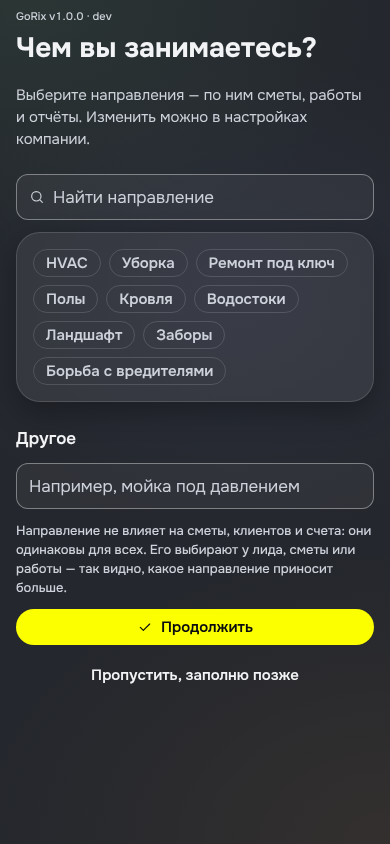 GoRix v1.0.0 · dev
Чем вы занимаетесь?
Выберите направления — по ним сметы, работы
и отчёты. Изменить можно в настройках
компании.
Найти направление
HVAC Уборка Ремонт под ключ
Полы Кровля Водостоки
Ландшафт Заборы
Борьба с вредителями
Другое
Например, мойка под давлением
Направление не влияет на сметы, клиентов и счета: они
одинаковы для всех. Его выбирают у лида, сметы или
работы — так видно, какое направление приносит
больше.
Продолжить
Пропустить, заполню позже